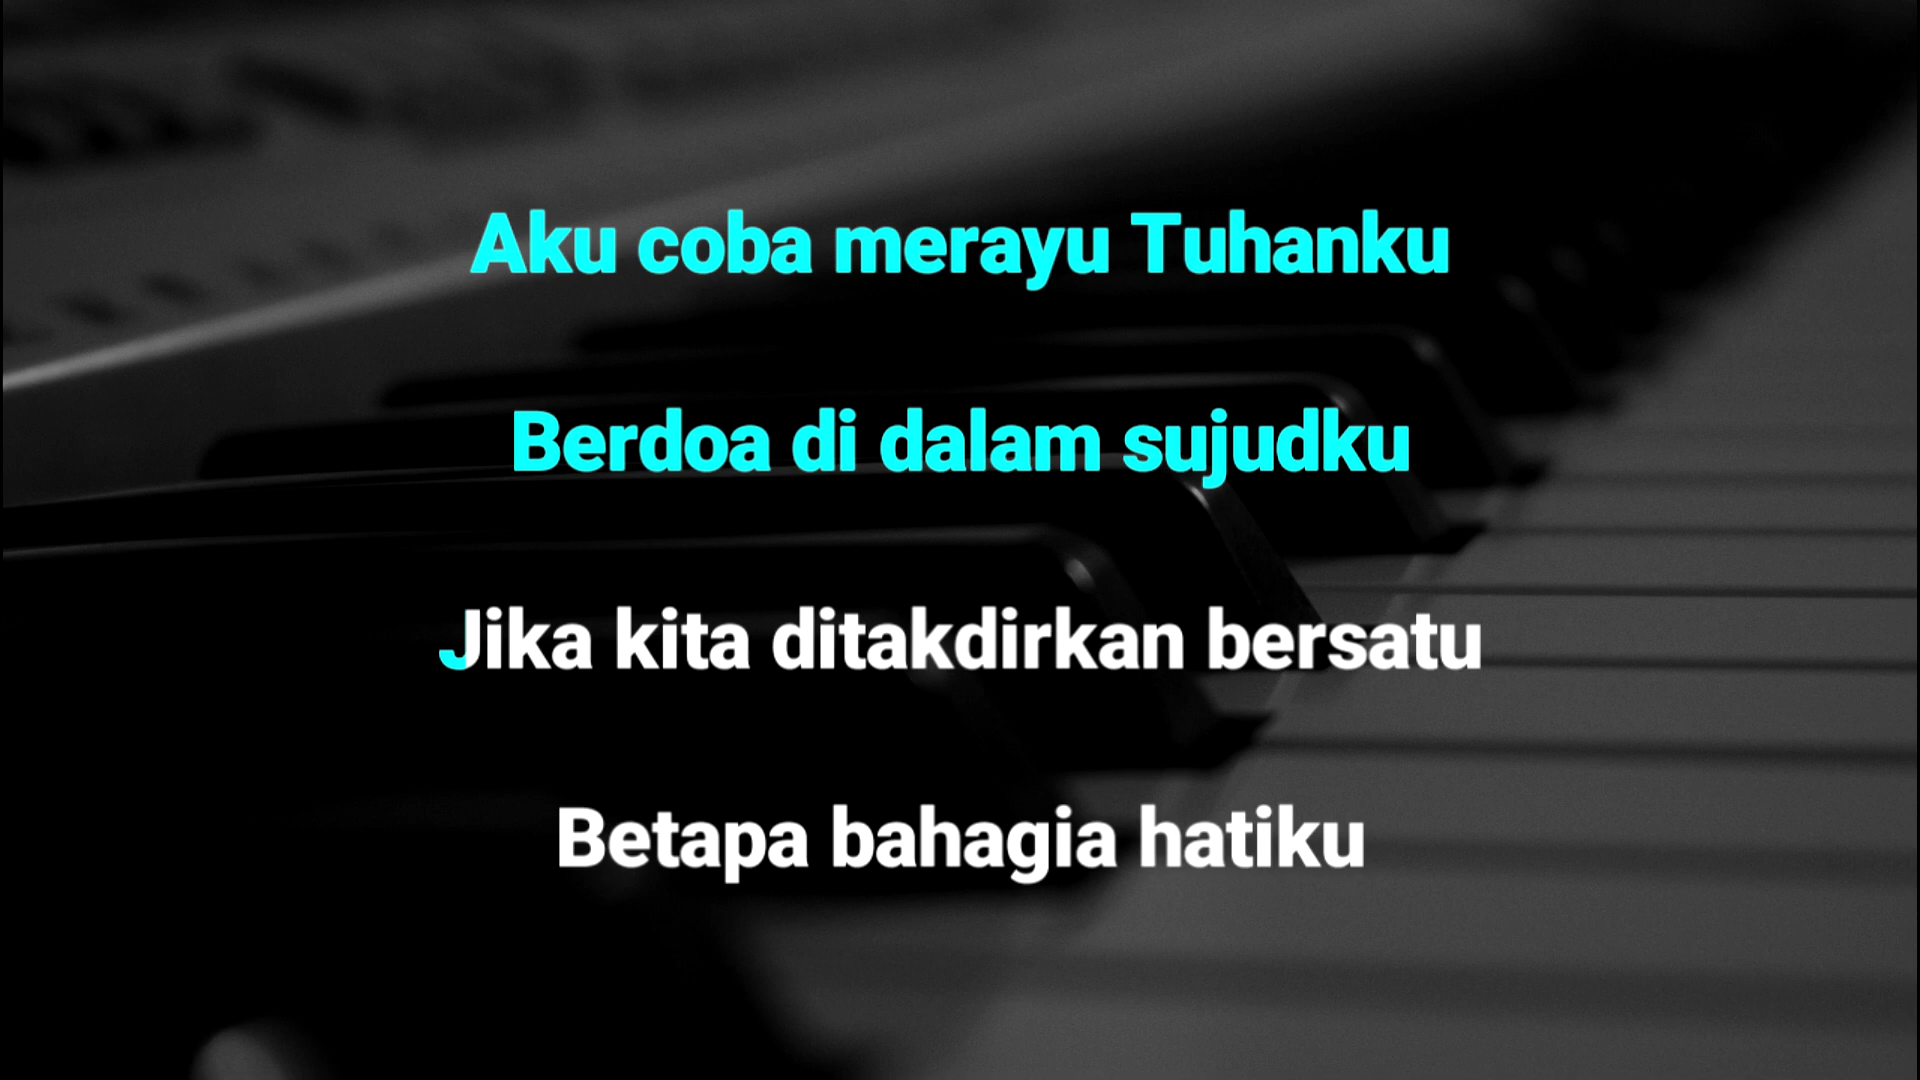 Aku coba merayu Tuhanku
Berdoa di dalam sujudku
Jika kita ditakdirkan bersatu
Betapa bahagia hatiku